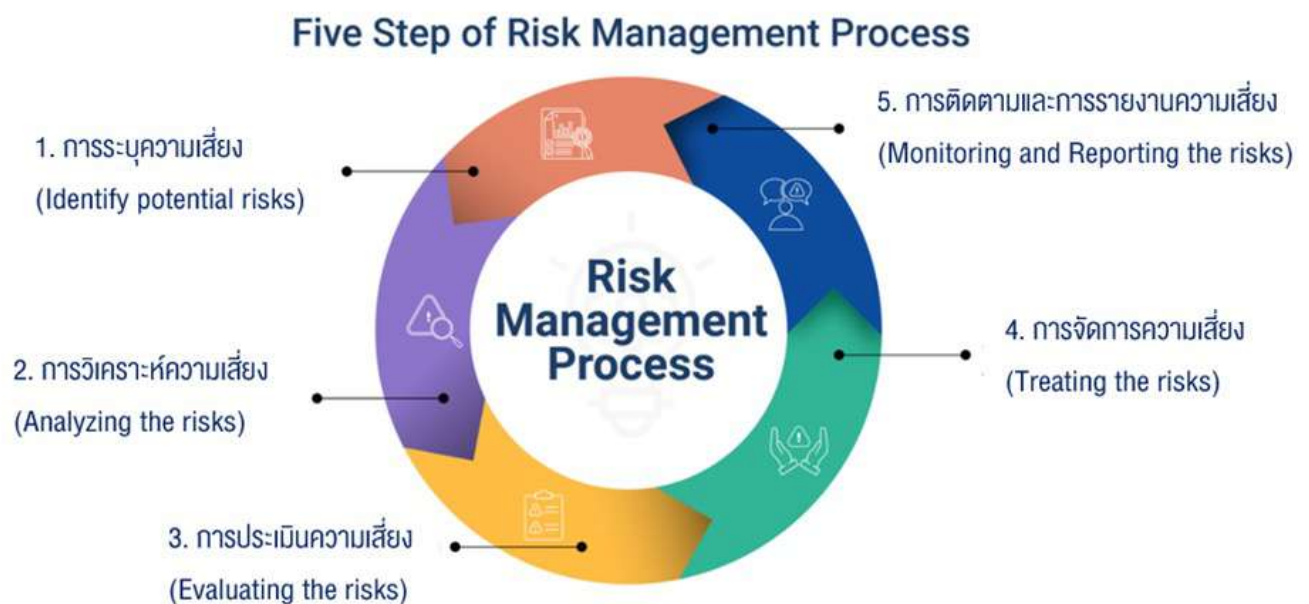 Five Step of Risk Management Process
1. การระบุความเสี่ยง
(Identify potential risks)
2. การวิเคราะห์ความเสี่ยง
(Analyzing the risks)
3. การประเมินความเสี่ยง
(Evaluating the risks)
4. การจัดการความเสี่ยง
(Treating the risks)
5. การติดตามและการรายงานความเสี่ยง
(Monitoring and Reporting the risks)
Risk
Management
Process